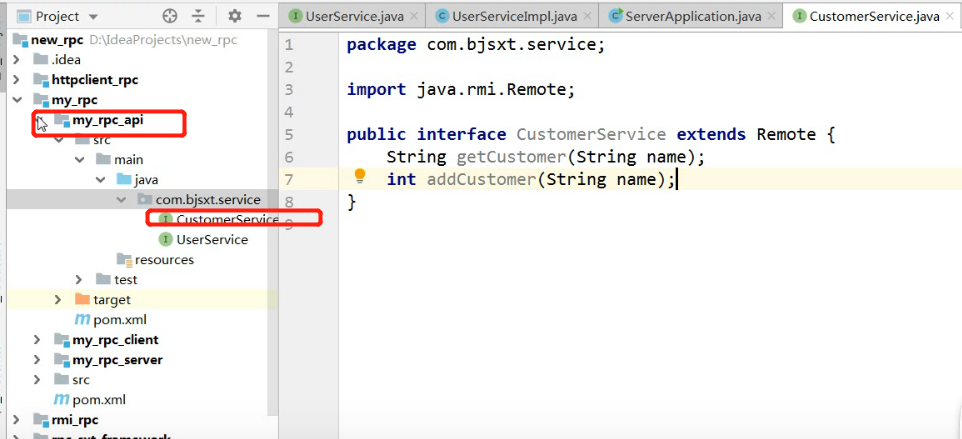 Project
new_rpc D:\IdeaProjects\new_rpc
.idea
httpclient_rpc
my_rpc
my_rpc_api
src
main
java
com.bjsxt.service
CustomerService
UserService
resources
test
target
pom.xml
my_rpc_client
my_rpc_server
src
pom.xml
rmi_rpc
rpc-sxt-framework
UserService.java
UserServiceImpl.java
ServerApplication.java
CustomerService.java
1 package com.bjsxt.service;
2
3 import java.rmi.Remote;
4
5 public interface CustomerService extends Remote {
6 String getCustomer(String name);
7 int addCustomer(String name);
8 }
9